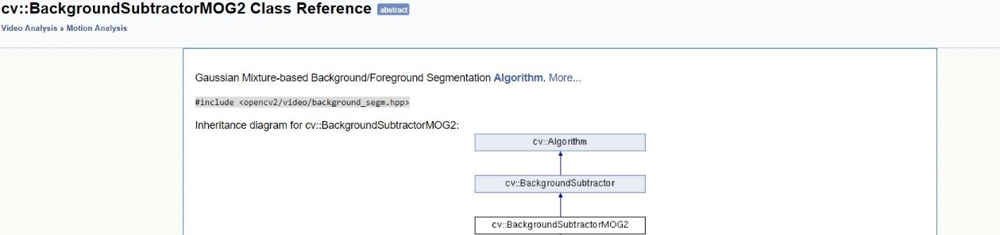 cv::BackgroundSubtractorMOG2 Class Reference abstract
Video Analysis » Motion Analysis
Gaussian Mixture-based Background/Foreground Segmentation Algorithm. More...
#include <opencv2/video/background_segm.hpp>
Inheritance diagram for cv::BackgroundSubtractorMOG2:
cv::Algorithm
cv::BackgroundSubtractor
cv::BackgroundSubtractorMOG2